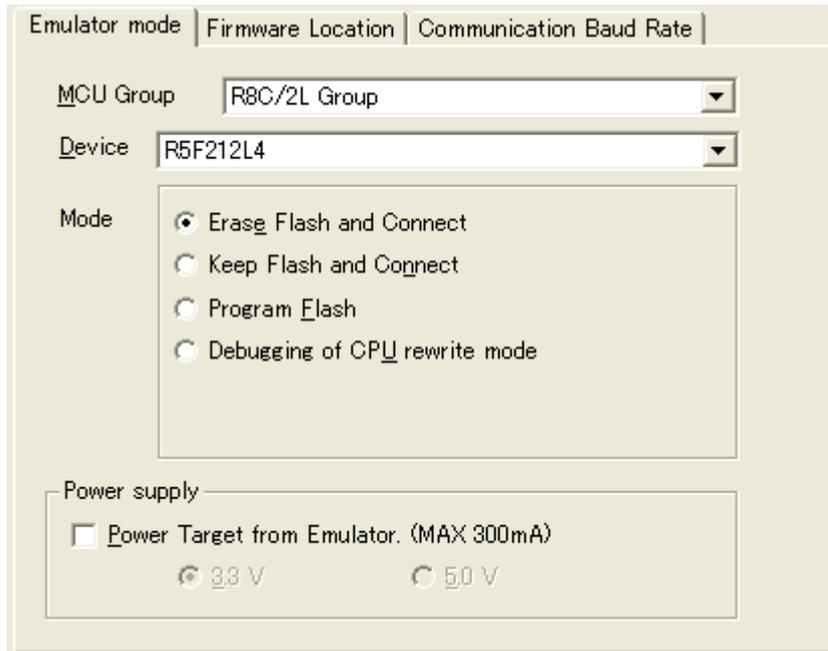 Emulator mode Firmware Location Communication Baud Rate
MCU Group R8C/2L Group
Device R5F212L4
Mode Erase Flash and Connect
Keep Flash and Connect
Program Flash
Debugging of CPU rewrite mode
Power supply
Power Target from Emulator. (MAX 300mA)
3.3 V 5.0 V